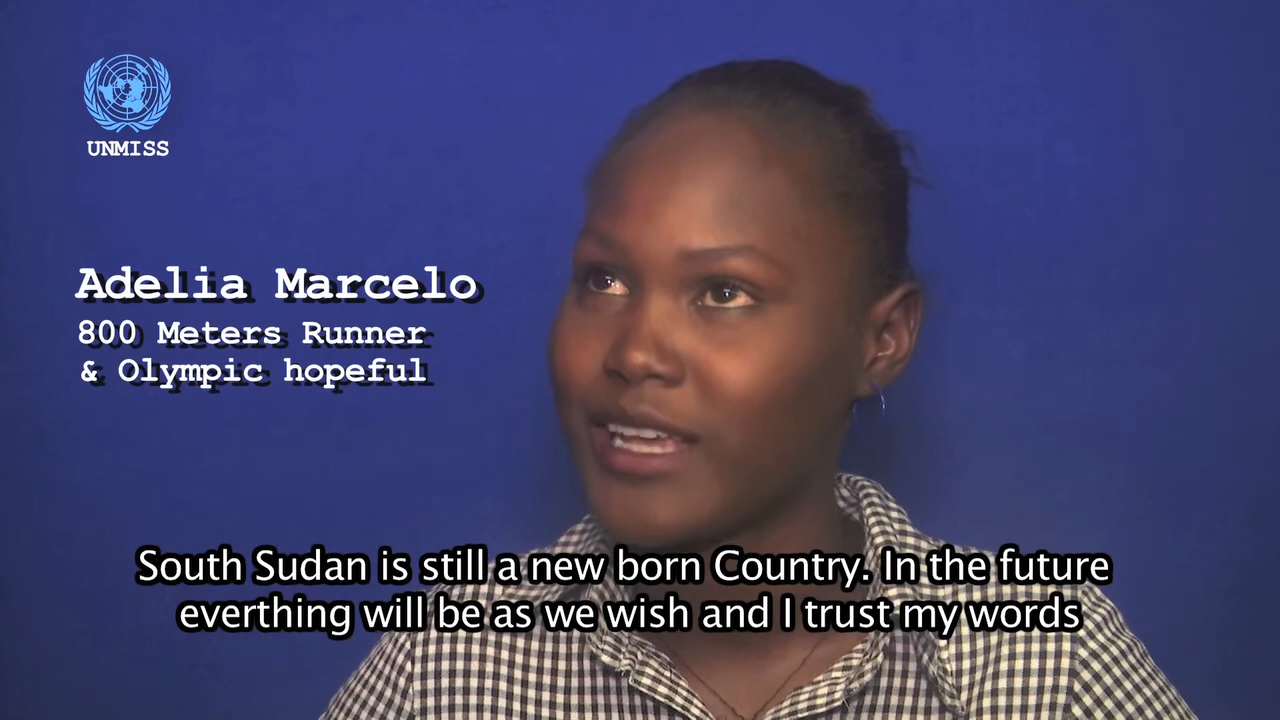 UNMISS
Adelia Marcelo
800 Meters Runner
& Olympic hopeful
South Sudan is still a new born Country. In the future
everthing will be as we wish and I trust my words